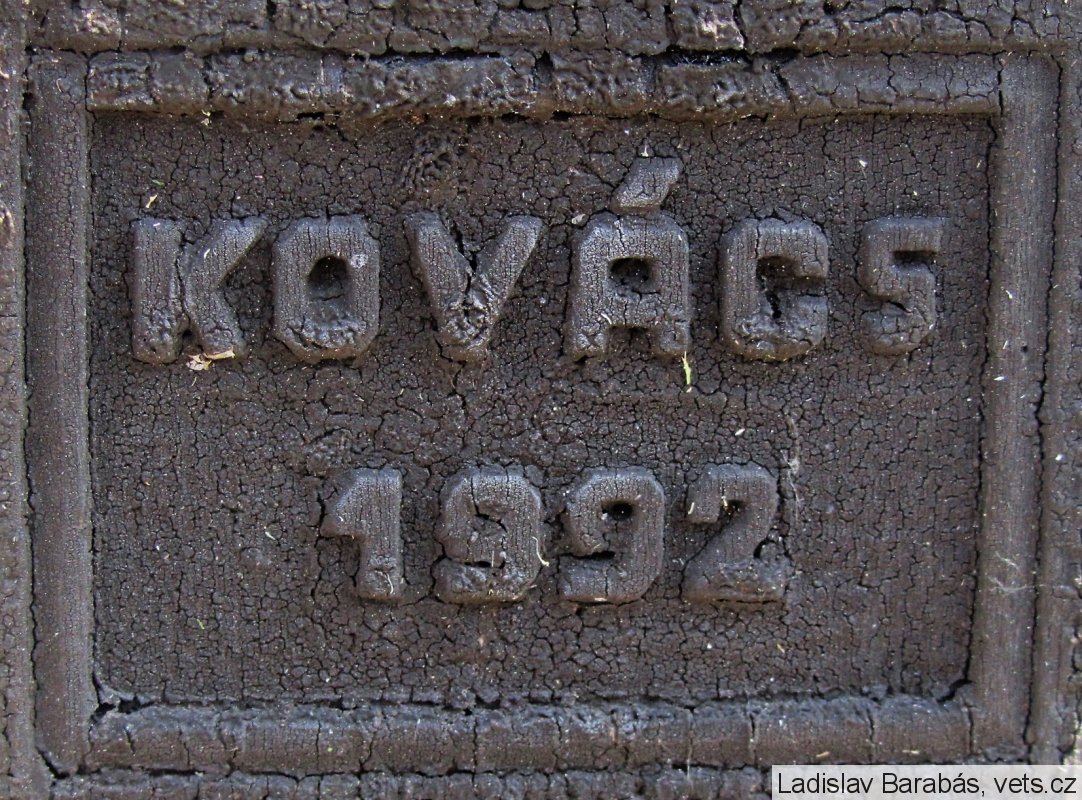 KOVÁCS
1992
Ladislav Barabás, vets.cz